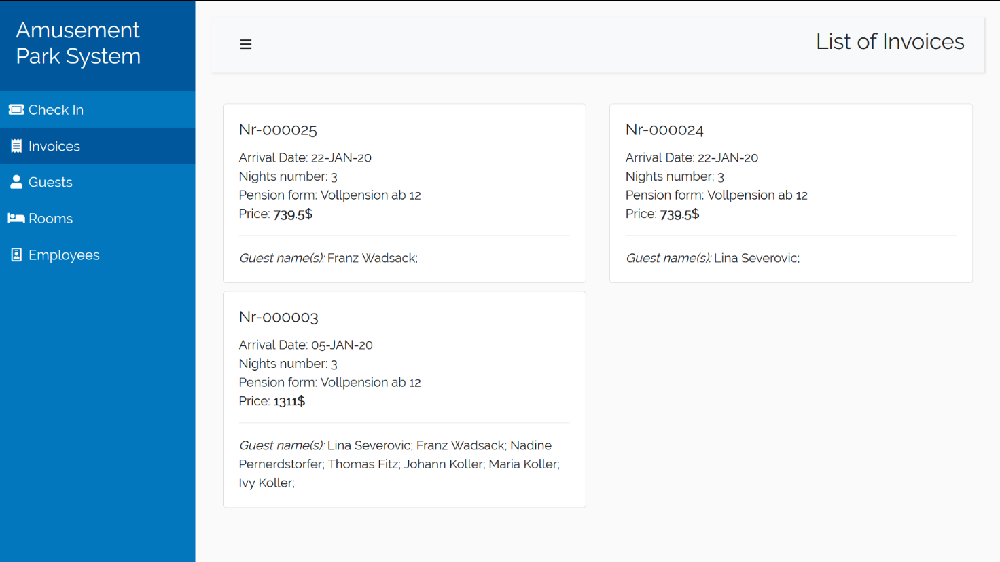 Amusement
Park System
Check In
Invoices
Guests
Rooms
Employees
List of Invoices
Nr-000025
Arrival Date: 22-JAN-20
Nights number: 3
Pension form: Vollpension ab 12
Price: 739.5$
Guest name(s): Franz Wadsack;
Nr-000024
Arrival Date: 22-JAN-20
Nights number: 3
Pension form: Vollpension ab 12
Price: 739.5$
Guest name(s): Lina Severovic;
Nr-000003
Arrival Date: 05-JAN-20
Nights number: 3
Pension form: Vollpension ab 12
Price: 1311$
Guest name(s): Lina Severovic; Franz Wadsack; Nadine
Pernerdstorfer; Thomas Fitz; Johann Koller; Maria Koller;
Ivy Koller;